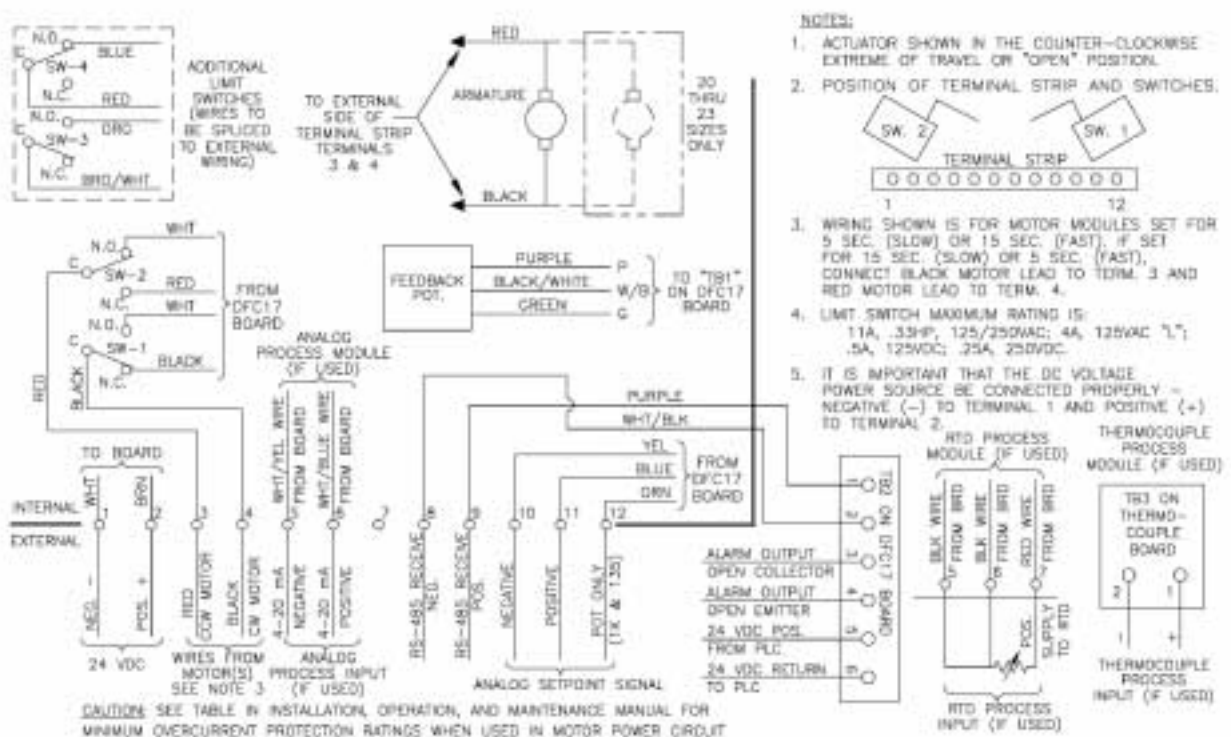 N.O.
BLUE
C
SW-4
N.C.
RED
N.O.
ORG
C
SW-3
N.C.
BRO/WHT
ADDITIONAL
LIMIT
SWITCHES
(WIRES TO
BE SPLICED
TO EXTERNAL
WIRING)
TO EXTERNAL
SIDE OF
TERMINAL STRIP
TERMINALS
3 & 4
RED
ARMATURE
BLACK
20
THRU
23
SIZES
ONLY
NOTES:
1. ACTUATOR SHOWN IN THE COUNTER-CLOCKWISE
EXTREME OF TRAVEL OR "OPEN" POSITION.
2. POSITION OF TERMINAL STRIP AND SWITCHES.
SW. 2
SW. 1
TERMINAL STRIP
1
12
3. WIRING SHOWN IS FOR MOTOR MODULES SET FOR
5 SEC. (SLOW) OR 15 SEC. (FAST). IF SET
FOR 15 SEC. (SLOW) OR 5 SEC. (FAST),
CONNECT BLACK MOTOR LEAD TO TERM. 3 AND
RED MOTOR LEAD TO TERM. 4.
4. LIMIT SWITCH MAXIMUM RATING IS:
11A, .33HP, 125/250VAC; 4A, 125VAC "L";
.5A, 125VDC; .25A, 250VDC.
5. IT IS IMPORTANT THAT THE DC VOLTAGE
POWER SOURCE BE CONNECTED PROPERLY -
NEGATIVE (-) TO TERMINAL 1 AND POSITIVE (+)
TO TERMINAL 2.
WHT
N.O.
C
SW-2
N.C.
RED
WHT
N.O.
C
SW-1
N.C.
BLACK
FROM
DFC17
BOARD
RED
BLACK
FEEDBACK
POT.
PURPLE
P
BLACK/WHITE
W/B
GREEN
G
TO "TB1"
ON DFC17
BOARD
ANALOG
PROCESS MODULE
(IF USED)
WHT/YEL WIRE
FROM BOARD
WHT/BLUE WIRE
FROM BOARD
PURPLE
WHT/BLK
YEL
BLUE
ORN
FROM
DFC17
BOARD
TO BOARD
WHT
BRN
INTERNAL
EXTERNAL
1
2
3
4
5
6
7
8
9
10
11
12
NEG. -
POS. +
24 VDC
RED
CCW MOTOR
BLACK
CW MOTOR
WIRES FROM
MOTOR(S)
SEE NOTE 3
4-20 mA
NEGATIVE
4-20 mA
POSITIVE
ANALOG
PROCESS INPUT
(IF USED)
RS-485 RECEIVE
NEG.
RS-485 RECEIVE
POS.
NEGATIVE
POSITIVE
POT ONLY
(1K & 135)
ANALOG SETPOINT SIGNAL
TB2 ON DFC17 BOARD
1
2
3
4
5
6
ALARM OUTPUT
OPEN COLLECTOR
ALARM OUTPUT
OPEN EMITTER
24 VDC POS.
FROM PLC.
24 VDC RETURN
TO PLC
RTD PROCESS
MODULE (IF USED)
BLK WIRE
FROM BRD
BLK WIRE
FROM BRD
RED WIRE
FROM BRD
5
6
7
POS.
SUPPLY
TO RTD
RTD PROCESS
INPUT (IF USED)
THERMOCOUPLE
PROCESS
MODULE (IF USED)
TB3 ON
THERMO-
COUPLE
BOARD
2
1
-
+
THERMOCOUPLE
PROCESS
INPUT (IF USED)
CAUTION: SEE TABLE IN INSTALLATION, OPERATION, AND MAINTENANCE MANUAL FOR
MINIMUM OVERCURRENT PROTECTION RATINGS WHEN USED IN MOTOR POWER CIRCUIT